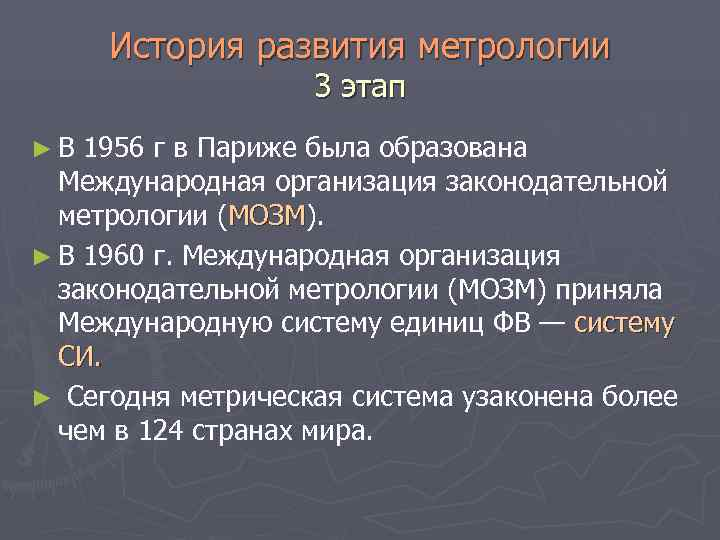 История развития метрологии
3 этап
► В 1956 г в Париже была образована
Международная организация законодательной
метрологии (МОЗМ).
► В 1960 г. Международная организация
законодательной метрологии (МОЗМ) приняла
Международную систему единиц ФВ — систему
СИ.
► Сегодня метрическая система узаконена более
чем в 124 странах мира.